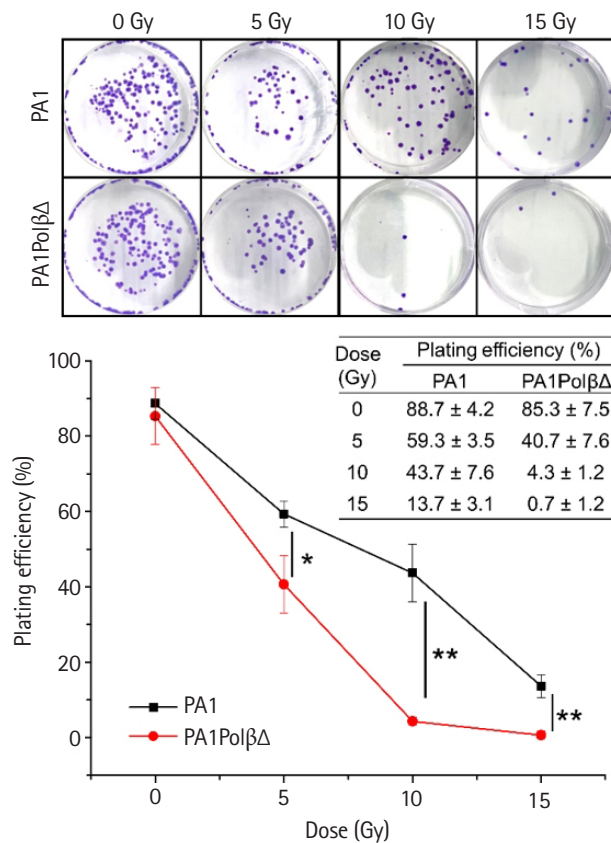 0 Gy 5 Gy 10 Gy 15 Gy
PA1
PA1PolβΔ
Dose (Gy) Plating efficiency (%)
PA1 PA1PolβΔ
0 88.7 ± 4.2 85.3 ± 7.5
5 59.3 ± 3.5 40.7 ± 7.6
10 43.7 ± 7.6 4.3 ± 1.2
15 13.7 ± 3.1 0.7 ± 1.2
100
80
60
40
20
0
Plating efficiency (%)
*
**
**
PA1
PA1PolβΔ
0 5 10 15
Dose (Gy)